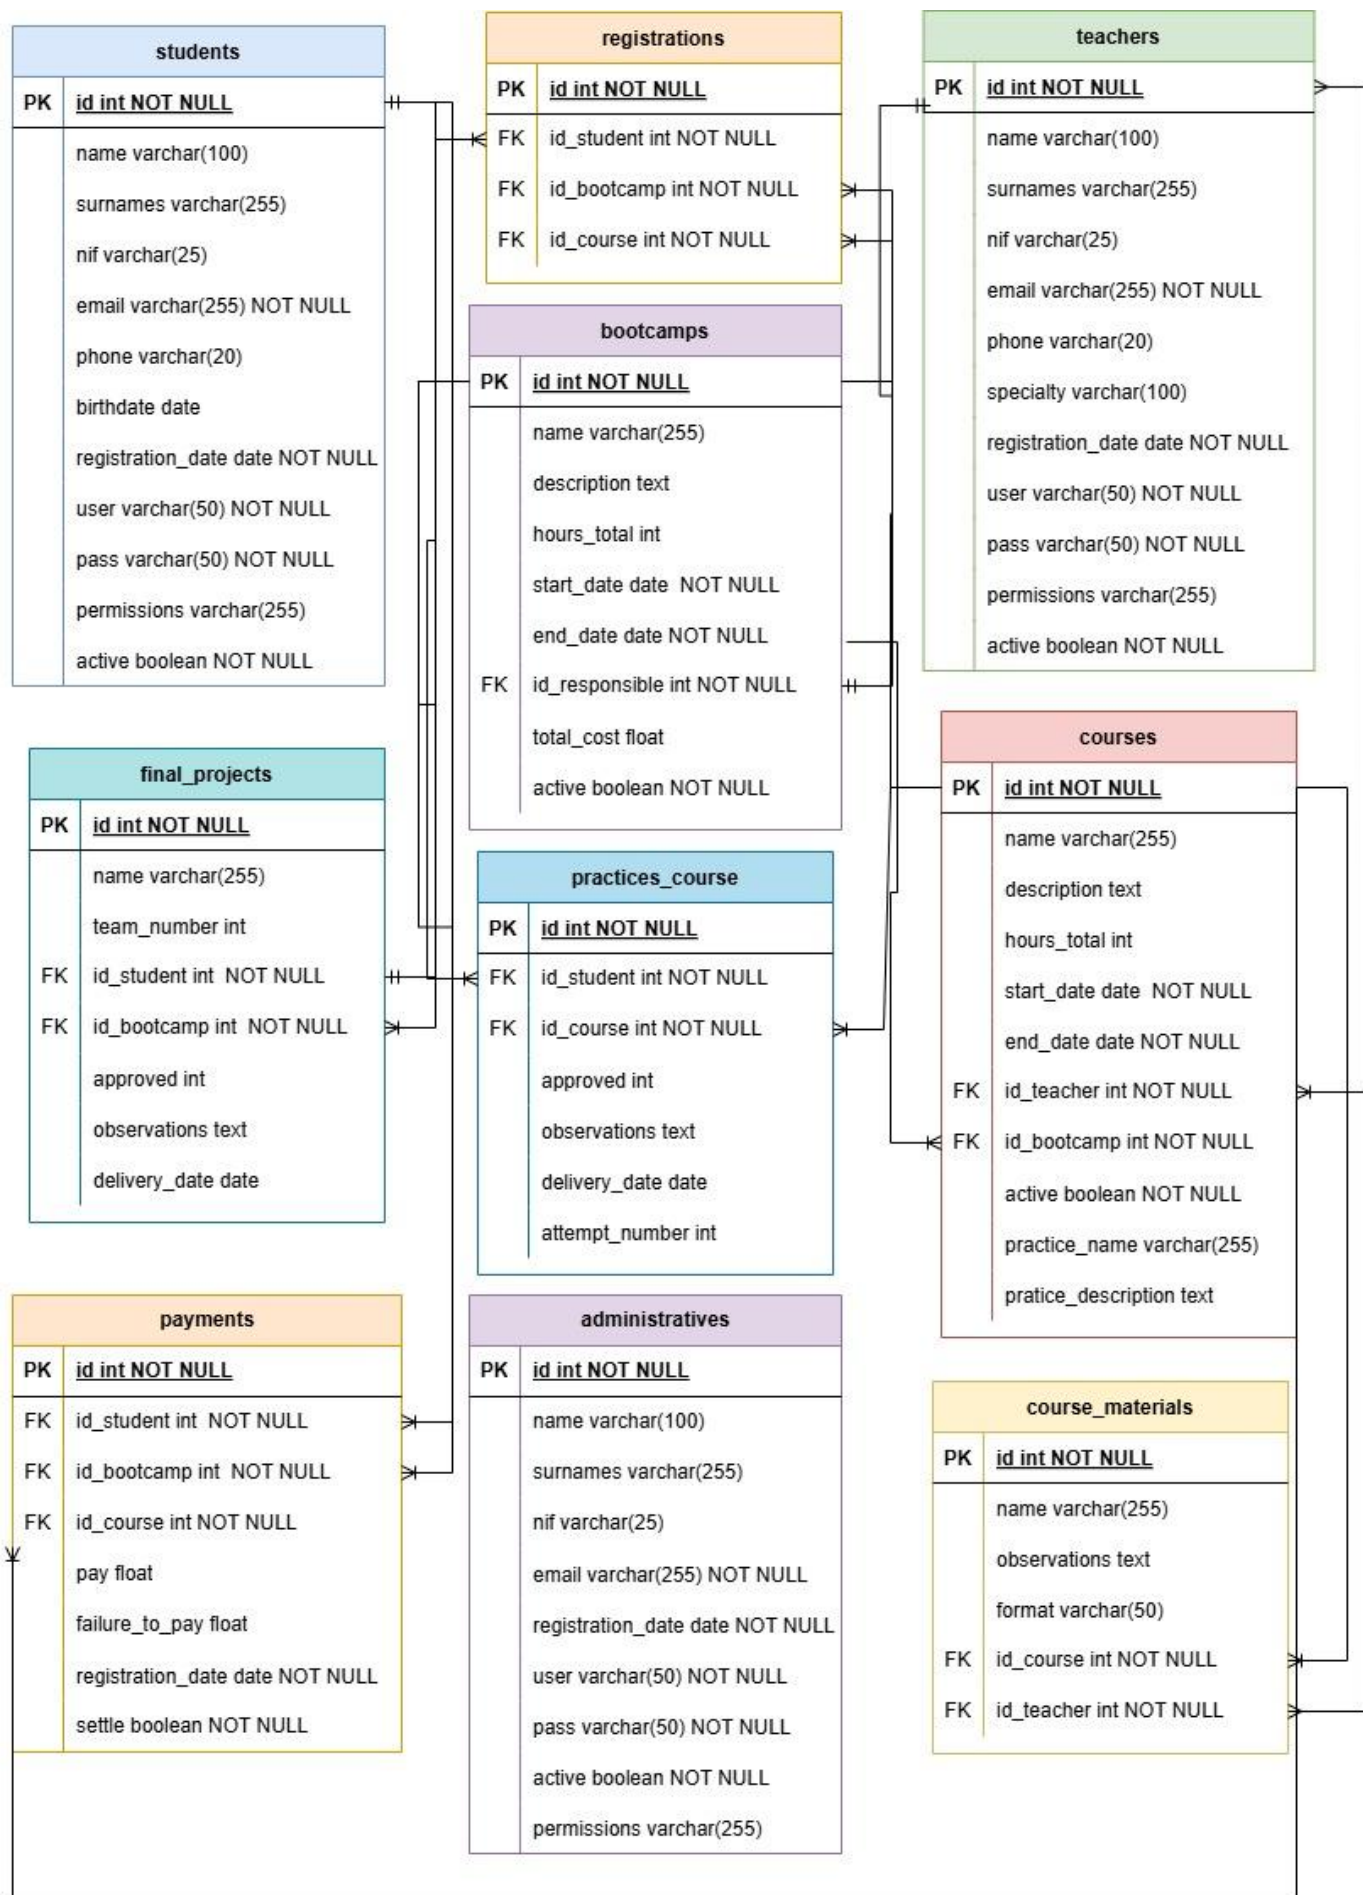 students
PK id int NOT NULL
name varchar(100)
surnames varchar(255)
nif varchar(25)
email varchar(255) NOT NULL
phone varchar(20)
birthdate date
registration_date date NOT NULL
user varchar(50) NOT NULL
pass varchar(50) NOT NULL
permissions varchar(255)
active boolean NOT NULL
registrations
PK id int NOT NULL
FK id_student int NOT NULL
FK id_bootcamp int NOT NULL
FK id_course int NOT NULL
teachers
PK id int NOT NULL
name varchar(100)
surnames varchar(255)
nif varchar(25)
email varchar(255) NOT NULL
phone varchar(20)
specialty varchar(100)
registration_date date NOT NULL
user varchar(50) NOT NULL
pass varchar(50) NOT NULL
permissions varchar(255)
active boolean NOT NULL
bootcamps
PK id int NOT NULL
name varchar(255)
description text
hours_total int
start_date date NOT NULL
end_date date NOT NULL
FK id_responsible int NOT NULL
total_cost float
active boolean NOT NULL
final_projects
PK id int NOT NULL
name varchar(255)
team_number int
FK id_student int NOT NULL
FK id_bootcamp int NOT NULL
approved int
observations text
delivery_date date
practices_course
PK id int NOT NULL
FK id_student int NOT NULL
FK id_course int NOT NULL
approved int
observations text
delivery_date date
attempt_number int
courses
PK id int NOT NULL
name varchar(255)
description text
hours_total int
start_date date NOT NULL
end_date date NOT NULL
FK id_teacher int NOT NULL
FK id_bootcamp int NOT NULL
active boolean NOT NULL
practice_name varchar(255)
pratice_description text
payments
PK id int NOT NULL
FK id_student int NOT NULL
FK id_bootcamp int NOT NULL
FK id_course int NOT NULL
pay float
failure_to_pay float
registration_date date NOT NULL
settle boolean NOT NULL
administratives
PK id int NOT NULL
name varchar(100)
surnames varchar(255)
nif varchar(25)
email varchar(255) NOT NULL
registration_date date NOT NULL
user varchar(50) NOT NULL
pass varchar(50) NOT NULL
active boolean NOT NULL
permissions varchar(255)
course_materials
PK id int NOT NULL
name varchar(255)
observations text
format varchar(50)
FK id_course int NOT NULL
FK id_teacher int NOT NULL